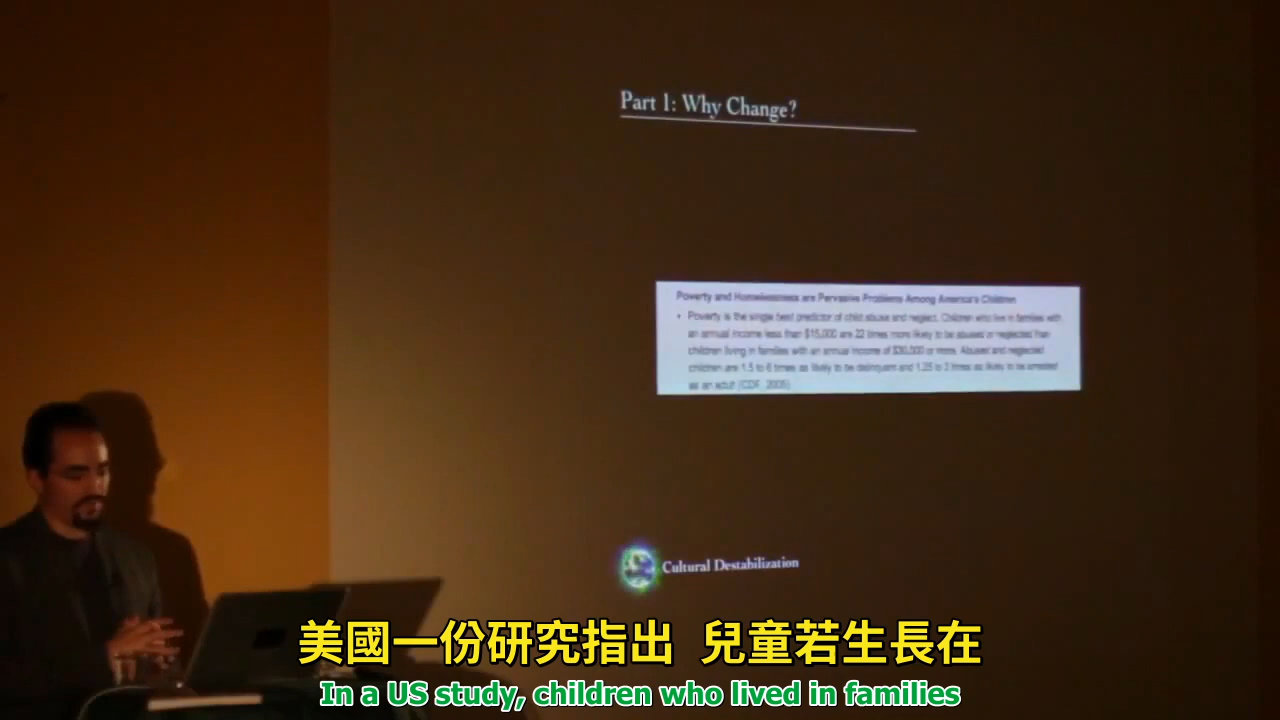 Part 1: Why Change?
Poverty and Homelessness are Pervasive Problems Among America's Children
• Poverty is the single best predictor of child abuse and neglect. Children who live in families with
an annual income less than $15,000 are 22 times more likely to be abused or neglected than
children living in families with an annual income of $30,000 or more. Abused and neglected
children are 1.5 to 6 times as likely to be delinquent and 1.25 to 3 times as likely to be arrested
as an adult (CDF, 2005).
Cultural Destabilization
美國一份研究指出 兒童若生長在
In a US study, children who lived in families